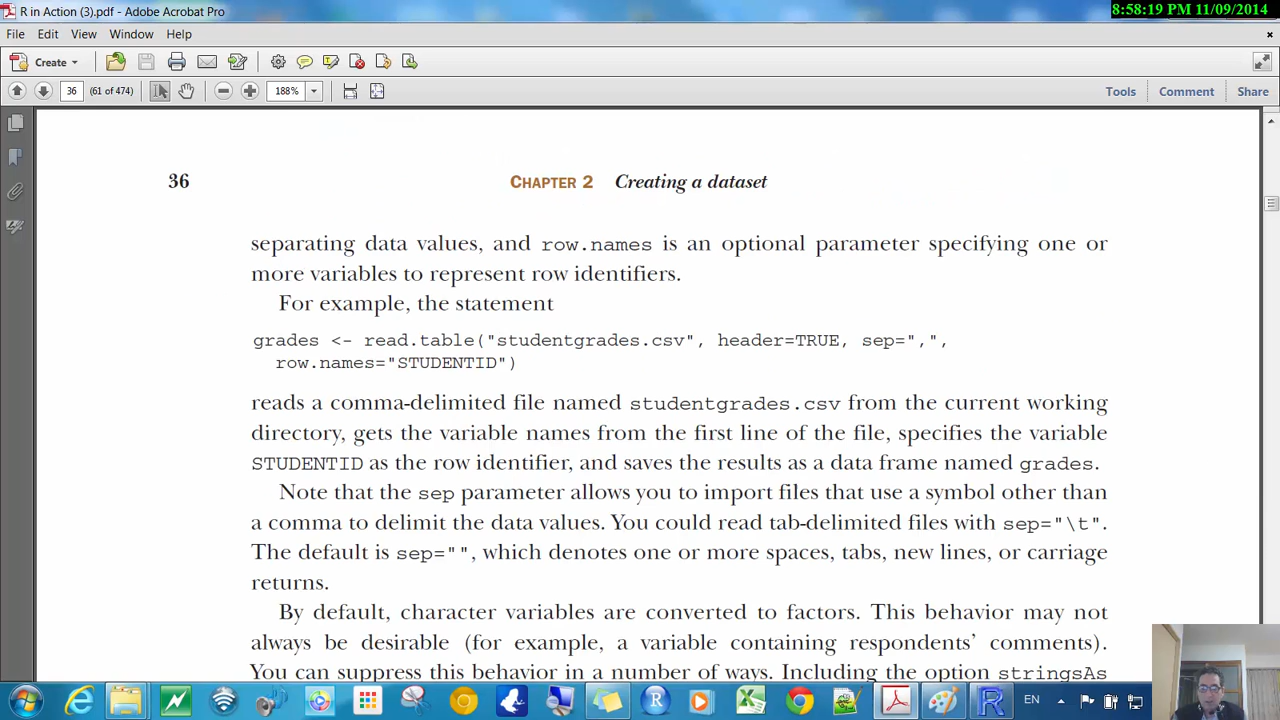 R in Action (3).pdf - Adobe Acrobat Pro
8:58:19 PM 11/09/2014
File Edit View Window Help
Create
36 (61 of 474) 188% Tools Comment Share
36 CHAPTER 2 Creating a dataset
separating data values, and row.names is an optional parameter specifying one or
more variables to represent row identifiers.
For example, the statement
grades <- read.table("studentgrades.csv", header=TRUE, sep=",",
row.names="STUDENTID")
reads a comma-delimited file named studentgrades.csv from the current working
directory, gets the variable names from the first line of the file, specifies the variable
STUDENTID as the row identifier, and saves the results as a data frame named grades.
Note that the sep parameter allows you to import files that use a symbol other than
a comma to delimit the data values. You could read tab-delimited files with sep="\t".
The default is sep="", which denotes one or more spaces, tabs, new lines, or carriage
returns.
By default, character variables are converted to factors. This behavior may not
always be desirable (for example, a variable containing respondents' comments).
You can suppress this behavior in a number of ways. Including the option stringsAs
EN